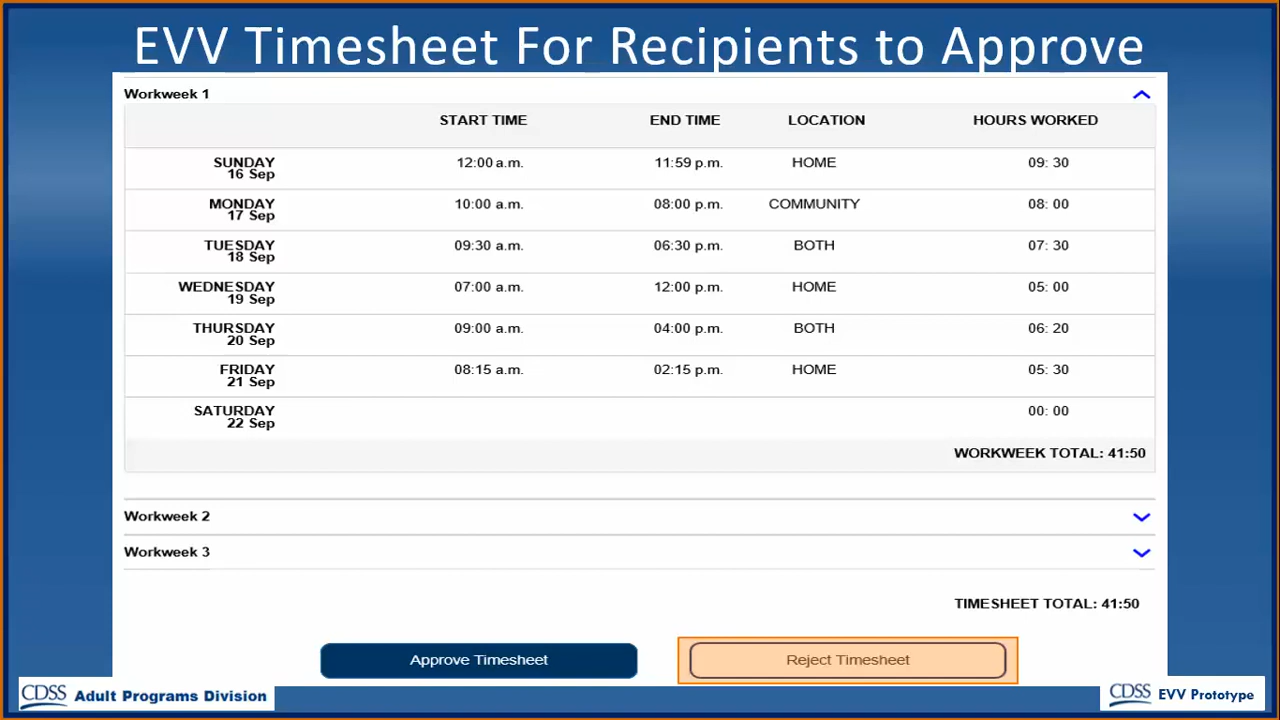 EVV Timesheet For Recipients to Approve
Workweek 1
START TIME END TIME LOCATION HOURS WORKED
SUNDAY 12:00 a.m. 11:59 p.m. HOME 09: 30
16 Sep
MONDAY 10:00 a.m. 08:00 p.m. COMMUNITY 08: 00
17 Sep
TUESDAY 09:30 a.m. 06:30 p.m. BOTH 07: 30
18 Sep
WEDNESDAY 07:00 a.m. 12:00 p.m. HOME 05: 00
19 Sep
THURSDAY 09:00 a.m. 04:00 p.m. BOTH 06: 20
20 Sep
FRIDAY 08:15 a.m. 02:15 p.m. HOME 05: 30
21 Sep
SATURDAY 00: 00
22 Sep
WORKWEEK TOTAL: 41:50
Workweek 2
Workweek 3
TIMESHEET TOTAL: 41:50
Approve Timesheet Reject Timesheet
CDSS Adult Programs Division CDSS EVV Prototype